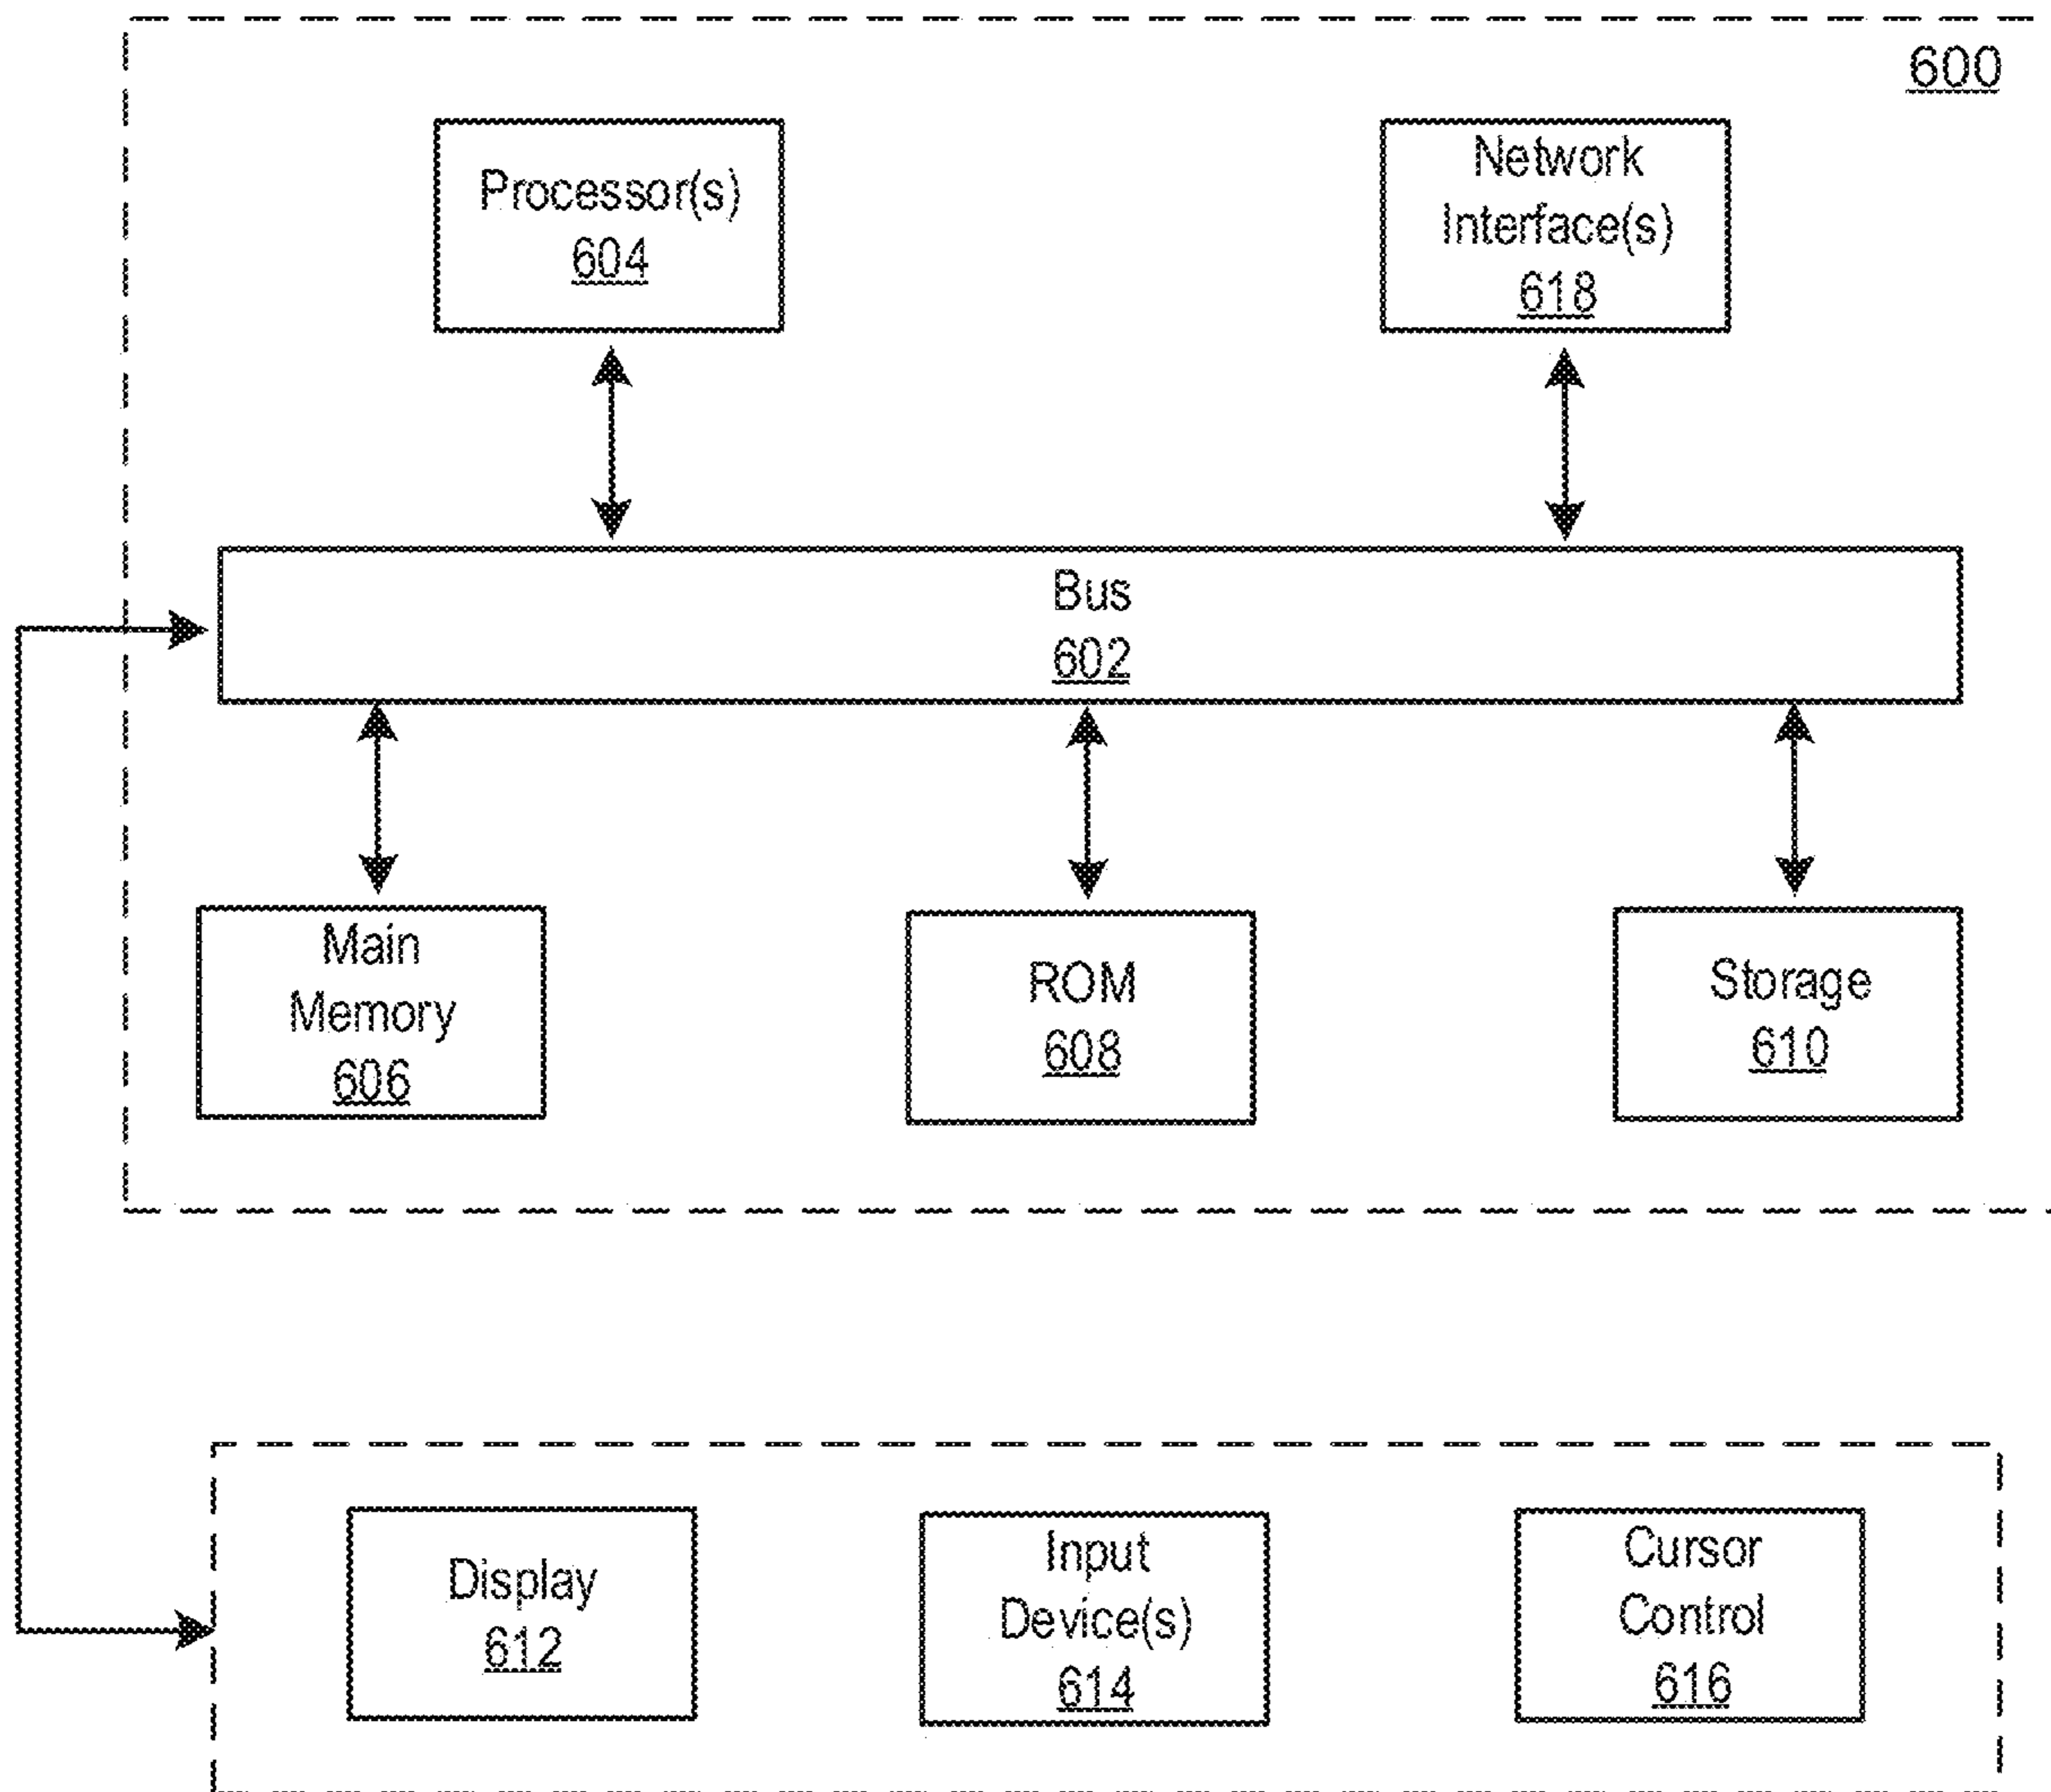 600
Processor(s)
604
Network
Interface(s)
618
Bus
602
Main
Memory
606
ROM
608
Storage
610
Display
612
Input
Device(s)
614
Cursor
Control
616